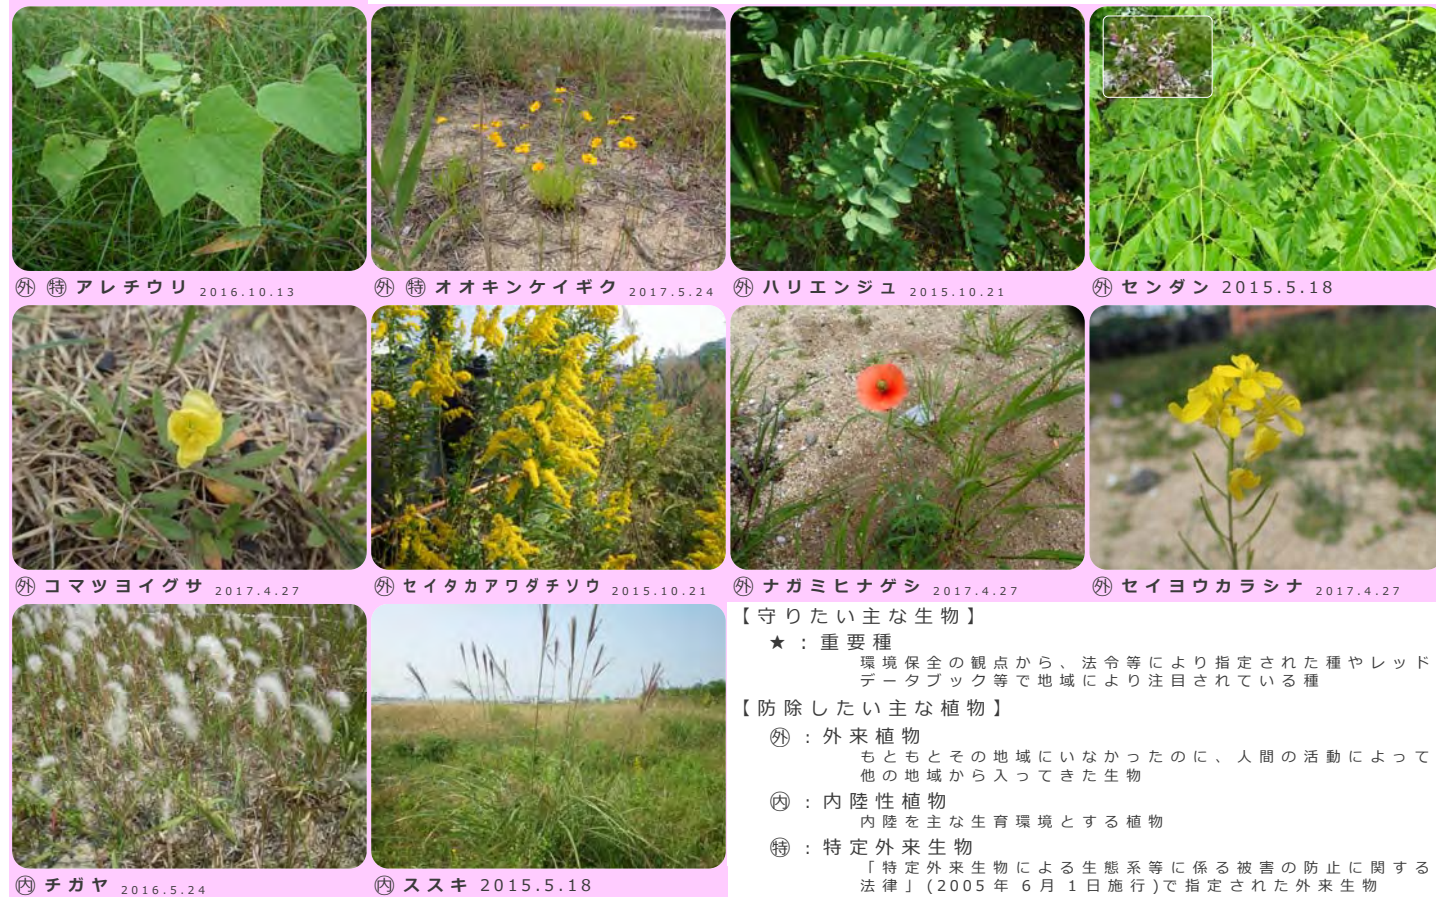 ㊕ アレチウリ 2016.10.13
外 特 オオキンケイギク 2017.5.24
外 ハリエンジュ 2015.10.21
外 センダン 2015.5.18
外 コマツヨイグサ 2017.4.27
外 セイタカアワダチソウ 2015.10.21
外 ナガミヒナゲシ 2017.4.27
外 セイヨウカラシナ 2017.4.27
内 チガヤ 2016.5.24
内 ススキ 2015.5.18
【守りたい主な生物】
★：重要種
環境保全の観点から、法令等により指定された種やレッド
データブック等で地域により注目されている種
【防除したい主な植物】
外：外来植物
もともとその地域にいなかったのに、人間の活動によって
他の地域から入ってきた生物
内：内陸性植物
内陸を主な生育環境とする植物
特：特定外来生物
「特定外来生物による生態系等に係る被害の防止に関する
法律」(2005年 6月 1日施行)で指定された外来生物